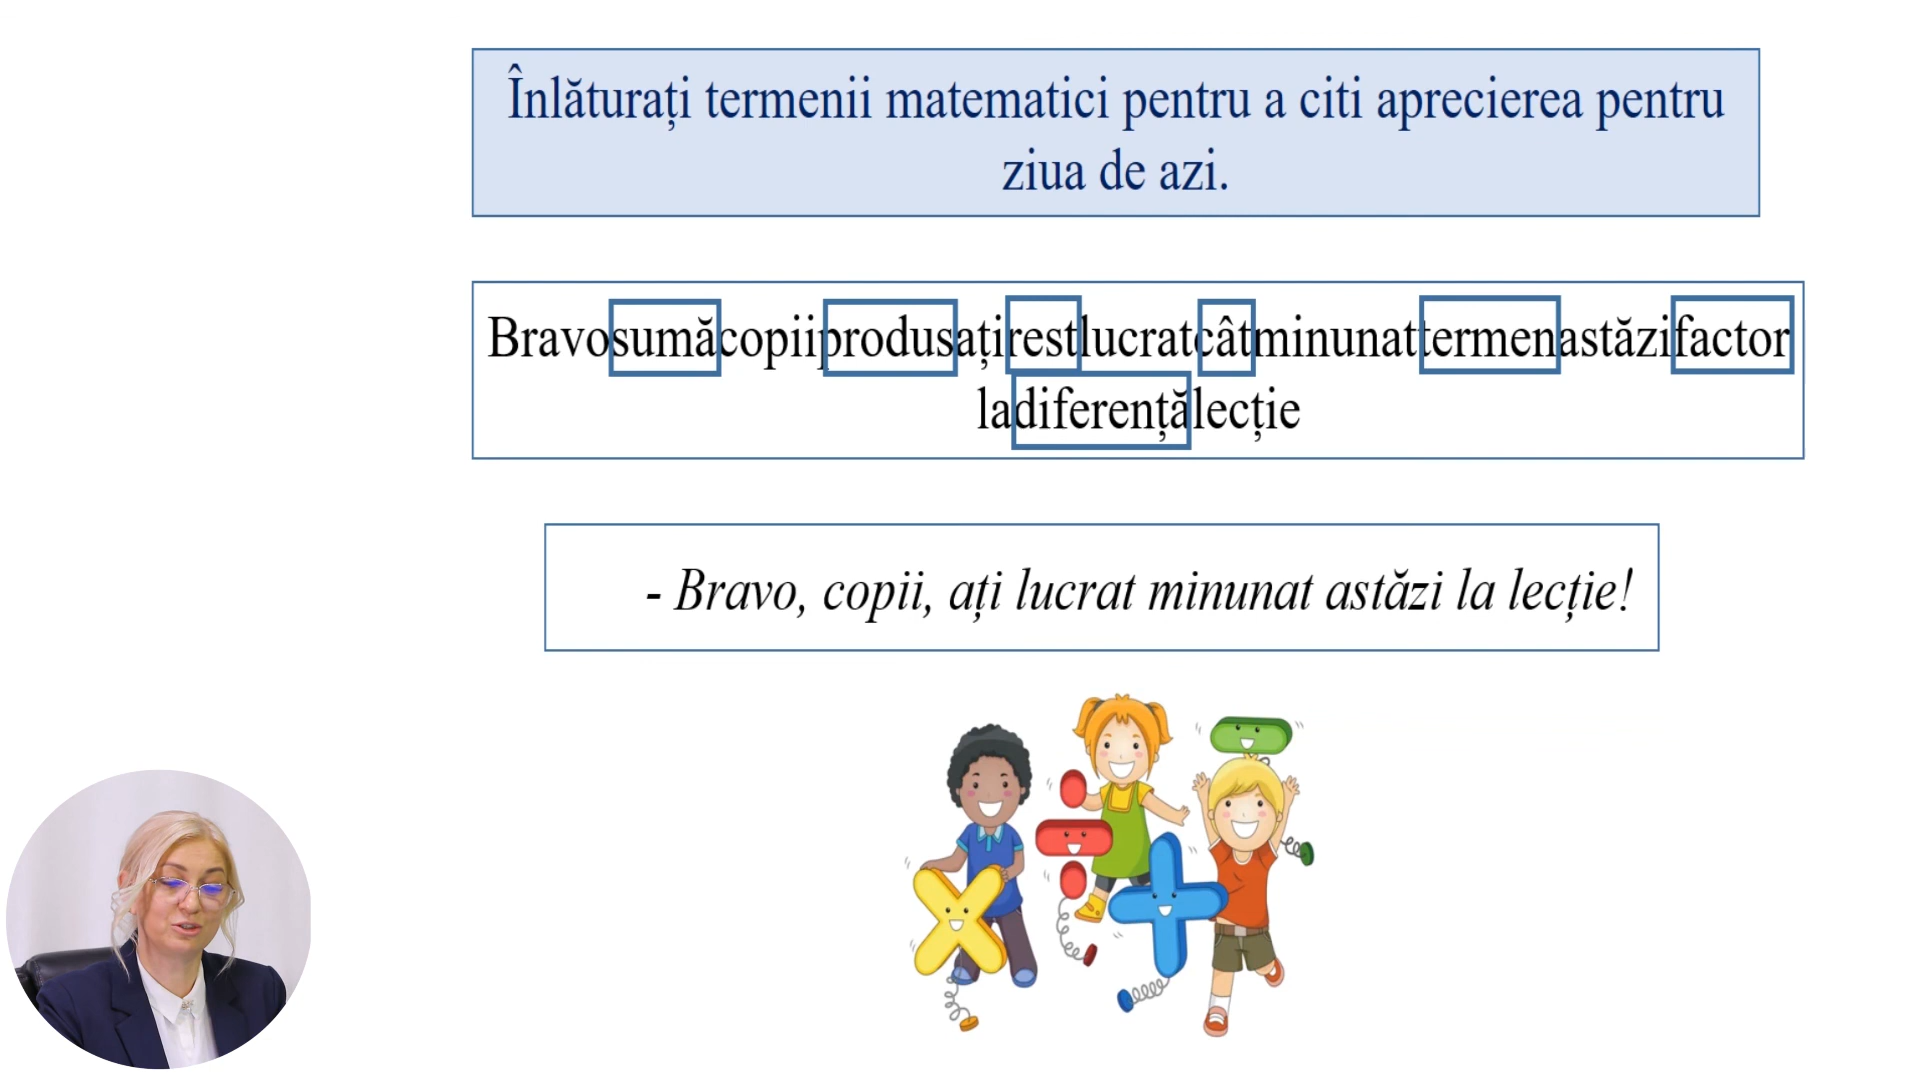 Înlăturați termenii matematici pentru a citi aprecierea pentru
ziua de azi.
Bravosumăcopiiprodusațirestlucratcâtminunattermenastăzifactor
ladiferențălecție
- Bravo, copii, ați lucrat minunat astăzi la lecție!